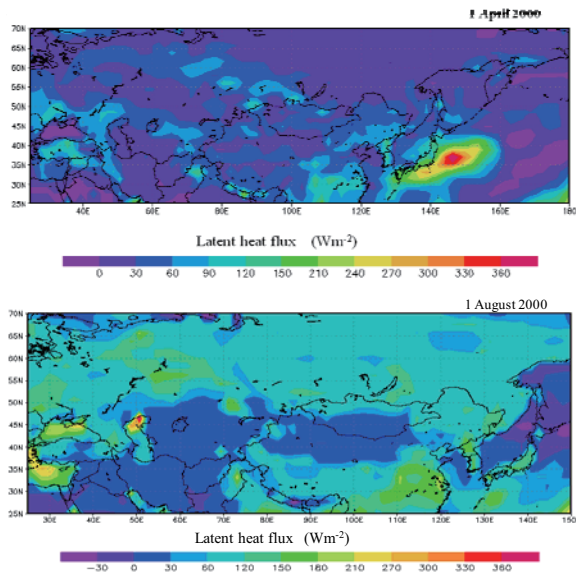 1 April 2000
70N
65N
60N
55N
50N
45N
40N
35N
30N
25N
40E 60E 80E 100E 120E 140E 160E 180
Latent heat flux (Wm-2)
0 30 60 90 120 150 210 240 270 300 330 360
1 August 2000
70N
65N
60N
55N
50N
45N
40N
35N
30N
25N
30E 40E 50E 60E 70E 80E 90E 100E 110E 120E 130E 140E 150E
Latent heat flux (Wm-2)
−30 0 30 60 90 120 150 180 210 240 270 300 330 360